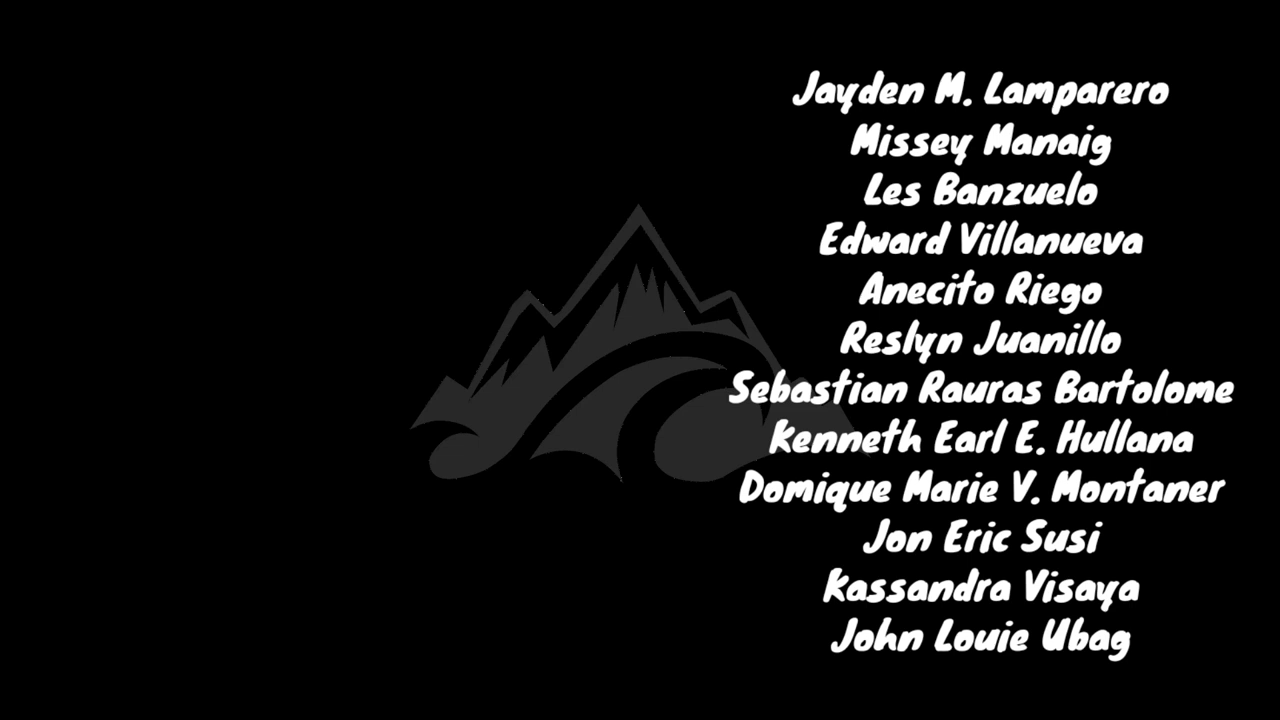 Jayden M. Lamparero
Missey Manaig
Les Banzuelo
Edward Villanueva
Anecito Riego
Reslyn Juanillo
Sebastian Rauras Bartolome
Kenneth Earl E. Hullana
Domique Marie V. Montaner
Jon Eric Susi
Kassandra Visaya
John Louie Ubag